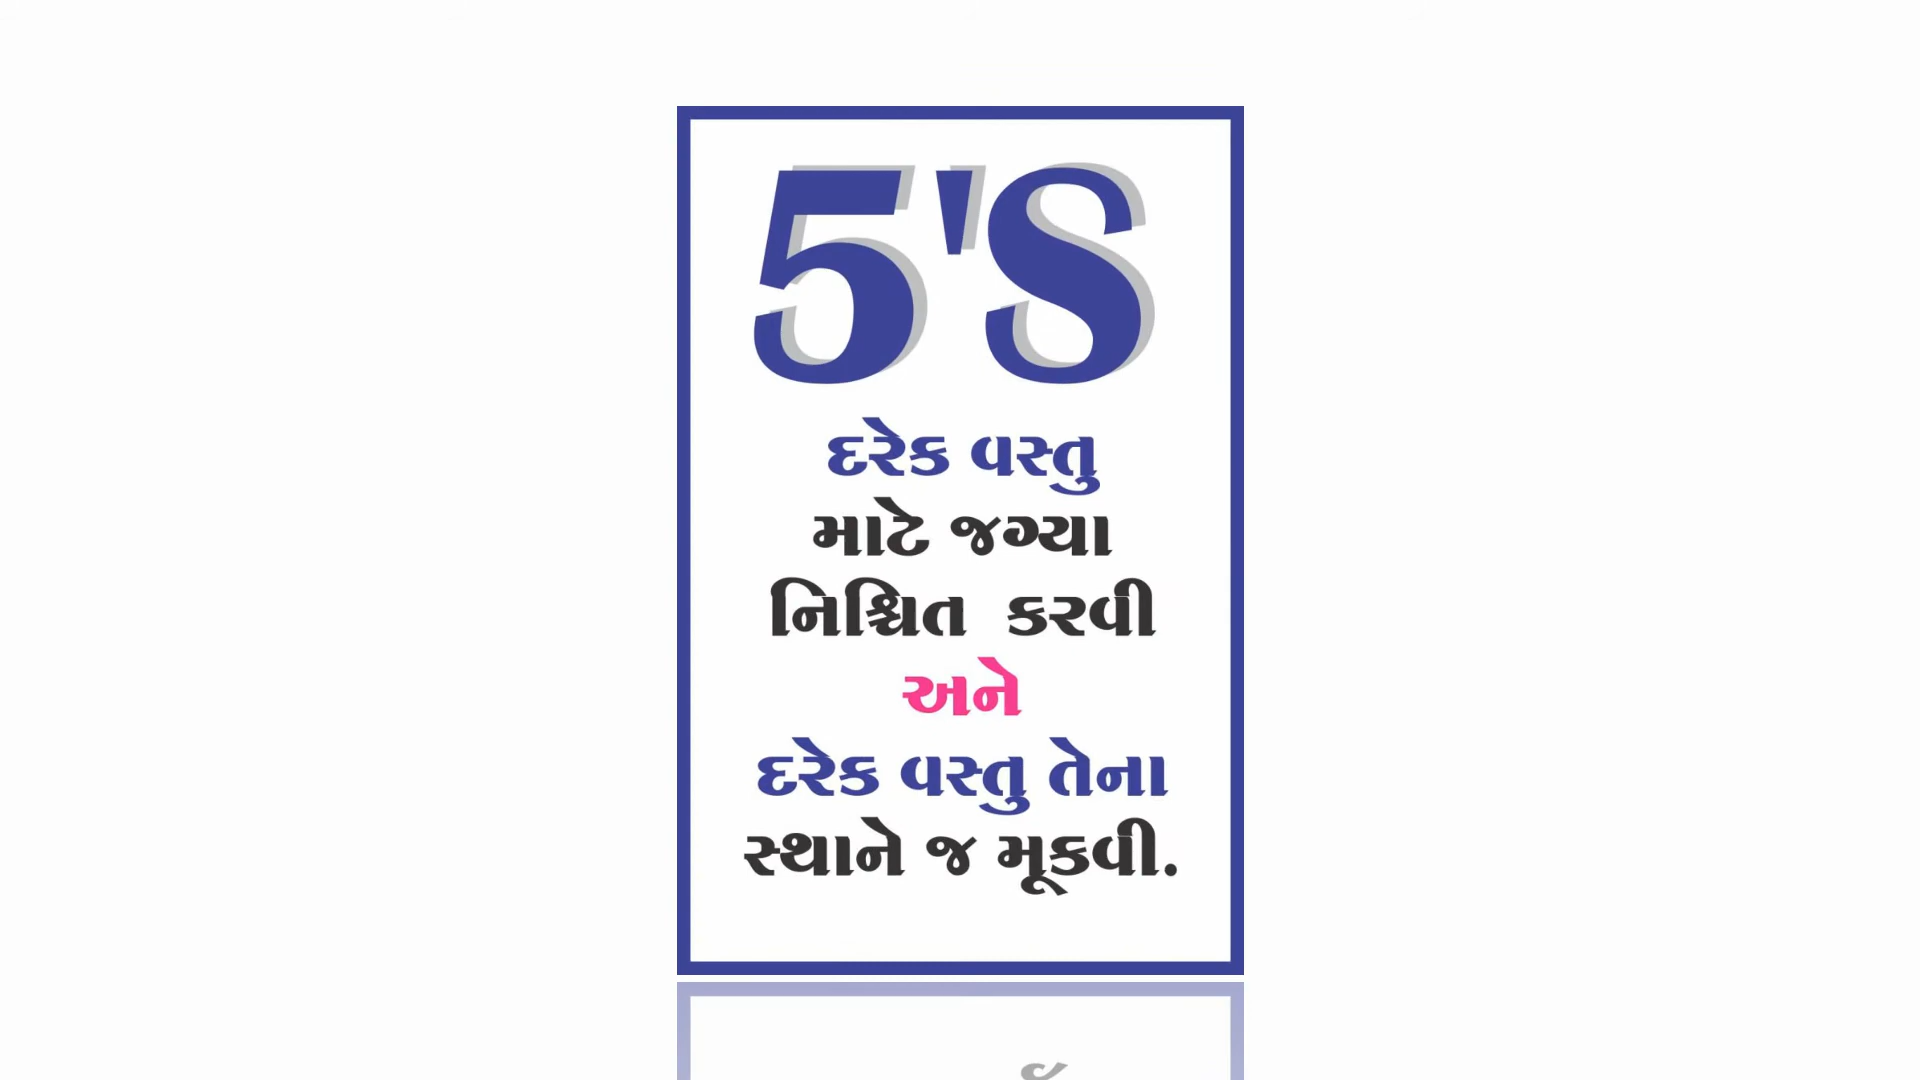 5'S
દરેક વસ્તુ
માટે જગ્યા
નિશ્ચિત કરવી
અને
દરેક વસ્તુ તેના
સ્થાને જ મૂકવી.